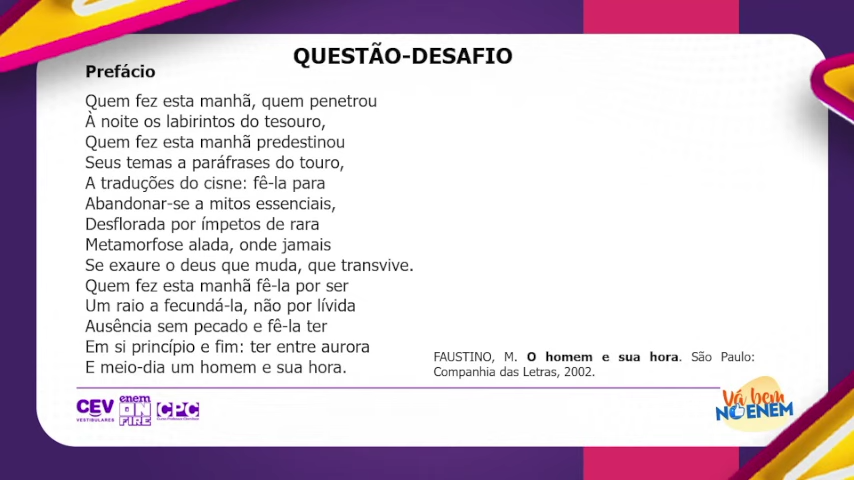 QUESTÃO-DESAFIO
Prefácio
Quem fez esta manhã, quem penetrou
À noite os labirintos do tesouro,
Quem fez esta manhã predestinou
Seus temas a paráfrases do touro,
A traduções do cisne: fê-la para
Abandonar-se a mitos essenciais,
Desflorada por ímpetos de rara
Metamorfose alada, onde jamais
Se exaure o deus que muda, que transvive.
Quem fez esta manhã fê-la por ser
Um raio a fecundá-la, não por lívida
Ausência sem pecado e fê-la ter
Em si princípio e fim: ter entre aurora
E meio-dia um homem e sua hora.
FAUSTINO, M. O homem e sua hora. São Paulo:
Companhia das Letras, 2002.
CEV
VESTIBULARES
enem
ON
FIRE
CPC
Vá bem
NO ENEM